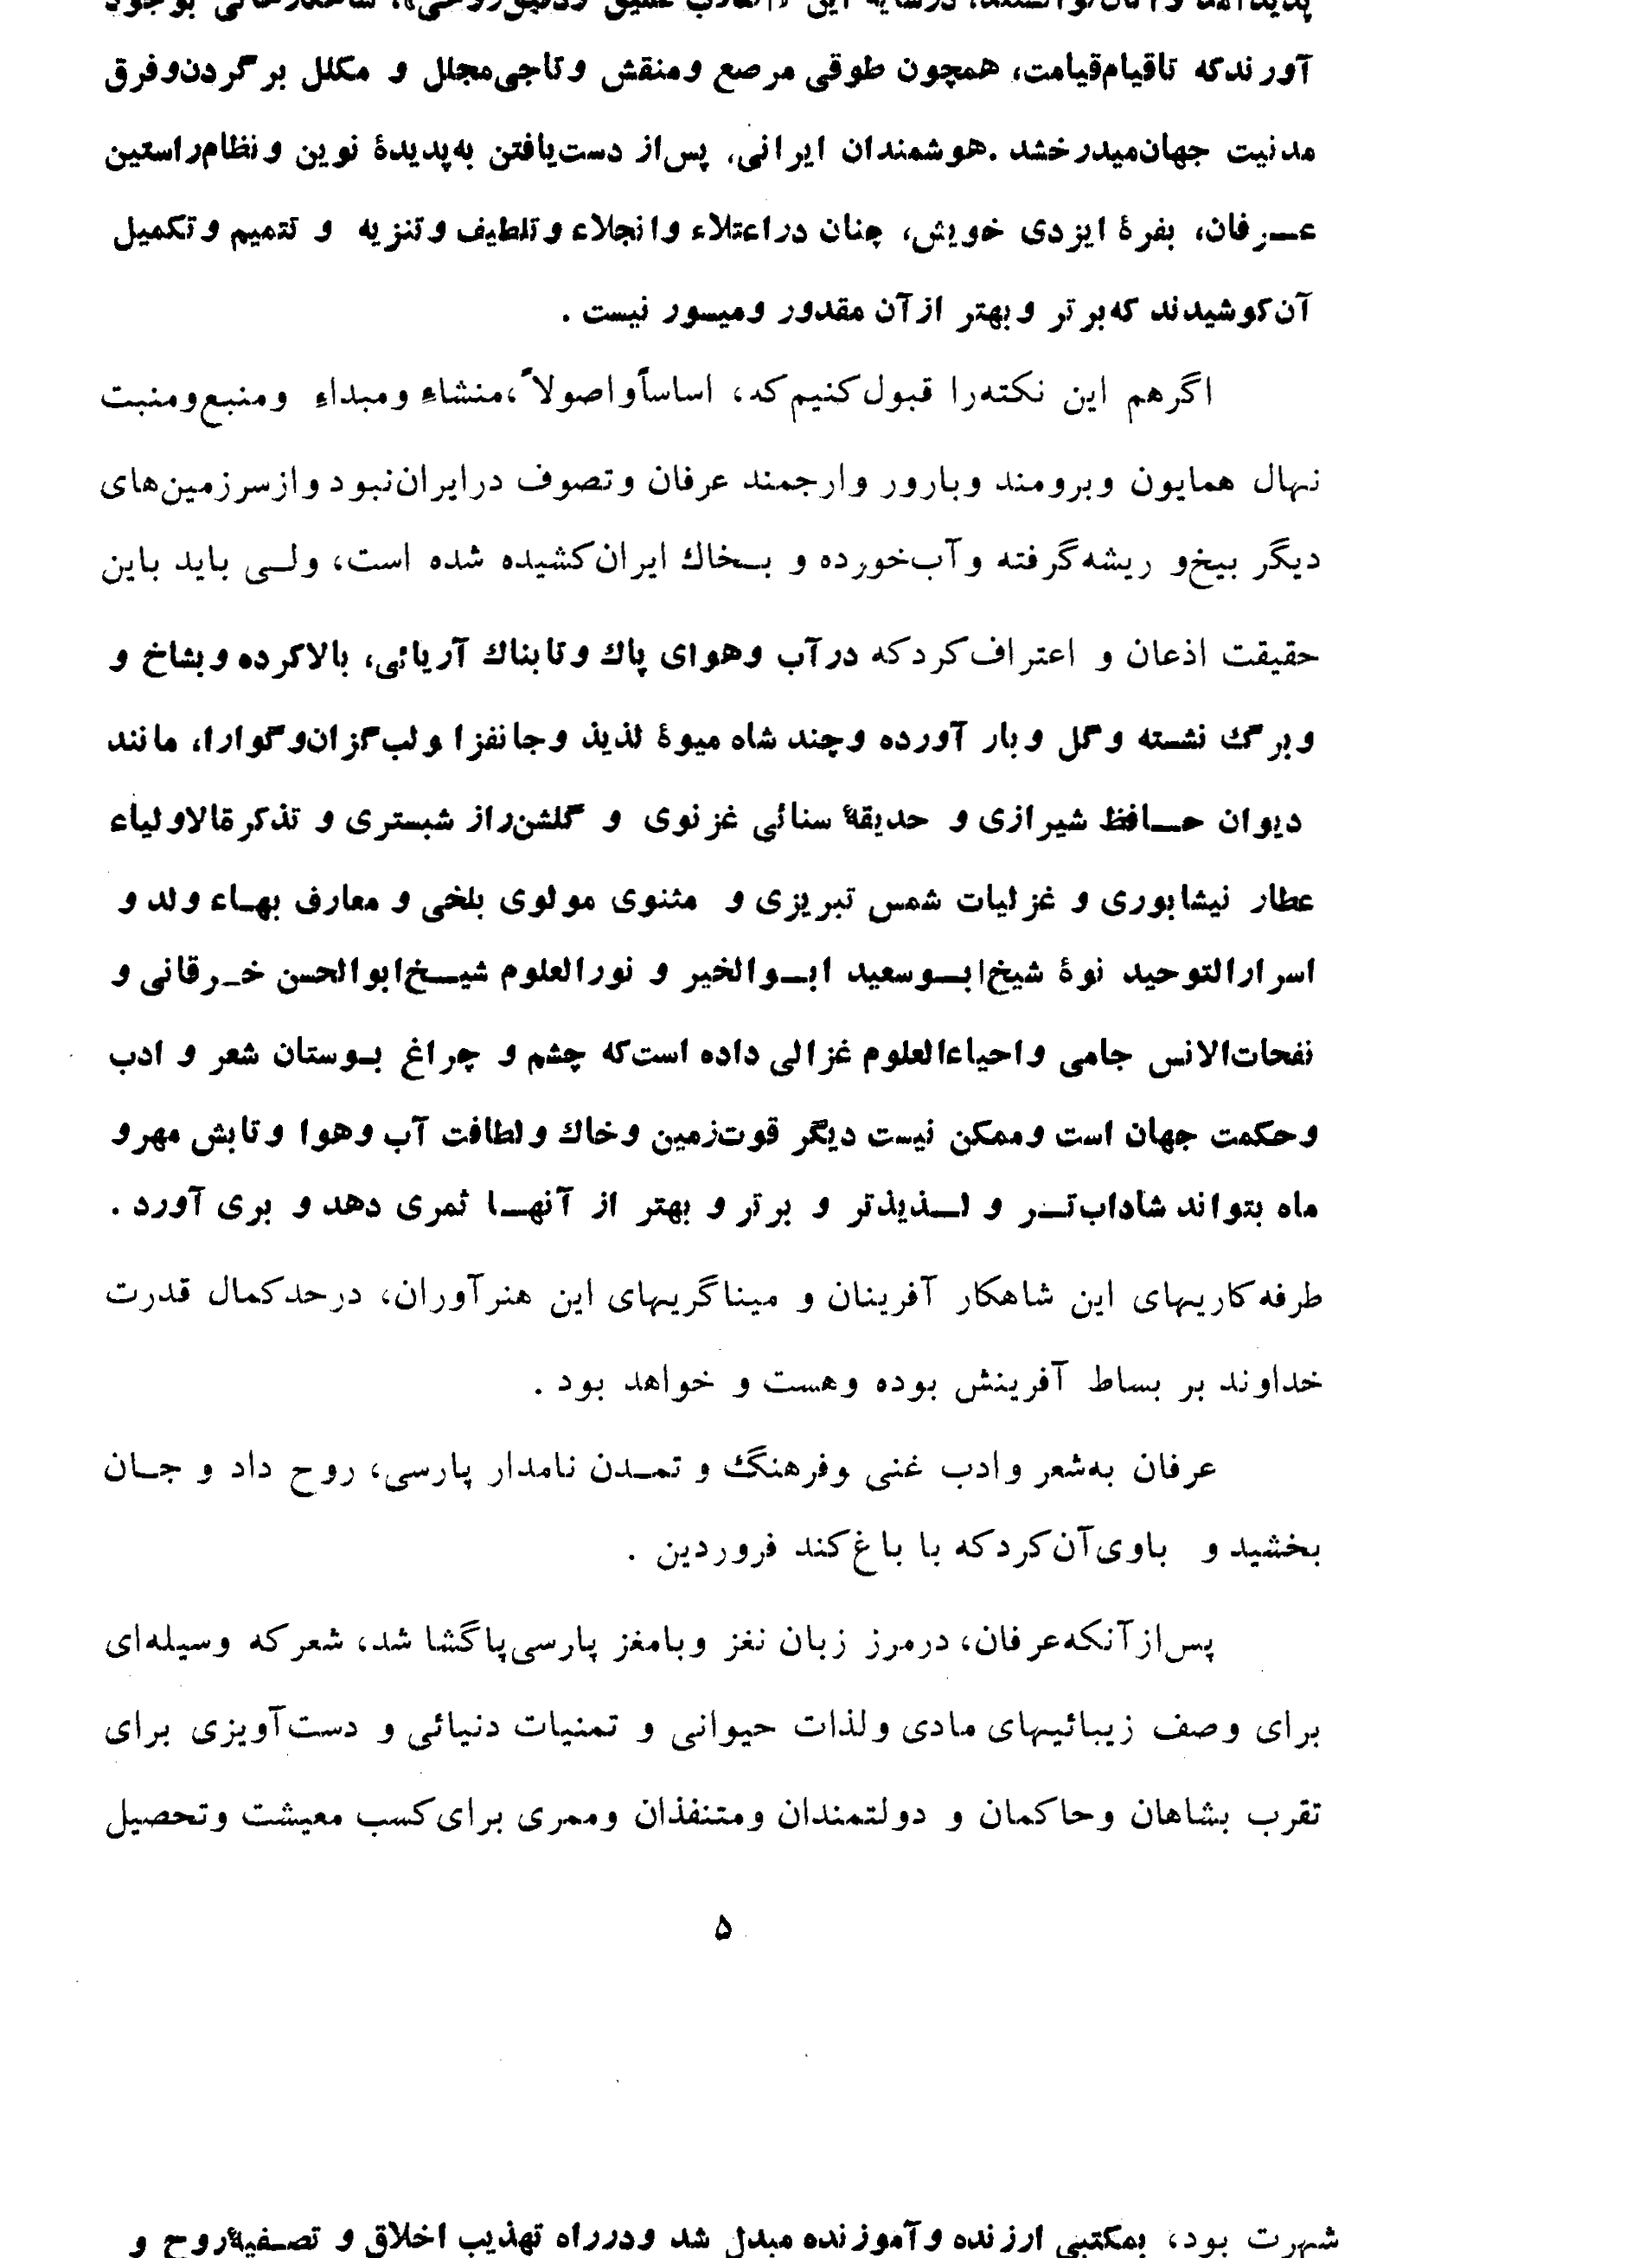 آورندکه تاقیام‌قیامت، همچون طوقی مرصع ومنقش وتاجی‌مجلل و مکلل برگردن‌وفرق
مدنیت جهان‌میدرخشد .هوشمندان ایرانی، پس‌از دست‌یافتن به‌پدیدهٔ نوین ونظام‌راستین
عـرفان، بفرهٔ ایزدی خویش، چنان دراعتلاء وانجلاء وتلطیف وتنزیه و تتمیم وتکمیل
آن‌کوشیدند که‌برتر وبهتر ازآن مقدور ومیسور نیست .
اگرهم این نکته‌را قبول‌کنیم‌که، اساساًواصولاً،منشاء ومبداء ومنبع‌ومنبت
نهال همایون وبرومند وبارور وارجمند عرفان وتصوف درایران‌نبود وازسرزمین‌های
دیگر بیخ‌و ریشه‌گرفته وآب‌خورده و بـخاك ایران‌کشیده شده است، ولـی باید باین
حقیقت اذعان و اعتراف‌کردکه درآب وهوای پاك وتابناك آریائی، بالاکرده وبشاخ و
وبرگ نشسته وگل وبار آورده وچند شاه میوهٔ لذیذ وجانفزا ولب‌گزان‌وگوارا، مانند
دیوان حـافظ شیرازی و حدیقهٔ سنائی غزنوی و گلشن‌راز شبستری و تذکرةالاولیاء
عطار نیشابوری و غزلیات شمس تبریزی و مثنوی مولوی بلخی و معارف بهـاء ولد و
اسرارالتوحید نوهٔ شیخ‌ابـوسعید ابـوالخیر و نورالعلوم شیـخ‌ابوالحسن خـرقانی و
نفحات‌الانس جامی واحیاءالعلوم غزالی داده است‌که چشم و چراغ بـوستان شعر و ادب
وحکمت جهان است وممکن نیست دیگر قوت‌زمین وخاك ولطافت آب وهوا وتابش مهرو
ماه بتواند شاداب‌تـر و لـذیذتر و برتر و بهتر از آنهـا ثمری دهد و بری آورد .
طرفه‌کاریهای این شاهکار آفرینان و میناگریهای این هنرآوران، درحدکمال قدرت
خداوند بر بساط آفرینش بوده وهست و خواهد بود .
عرفان به‌شعر وادب غنی وفرهنگ و تمـدن نامدار پارسی، روح داد و جـان
بخشید و باوی‌آن‌کردکه با باغ‌کند فروردین .
پس‌ازآنکه‌عرفان، درمرز زبان نغز وبامغز پارسی‌پاگشا شد، شعرکه وسیله‌ای
برای وصف زیبائیهای مادی ولذات حیوانی و تمنیات دنیائی و دست‌آویزی برای
تقرب بشاهان وحاکمان و دولتمندان ومتنفذان وممری برای‌کسب معیشت وتحصیل
۵
شهرت بود، بمکتبی ارزنده وآموزنده مبدل شد ودرراه تهذیب اخلاق و تصـفیهٔ‌روح و